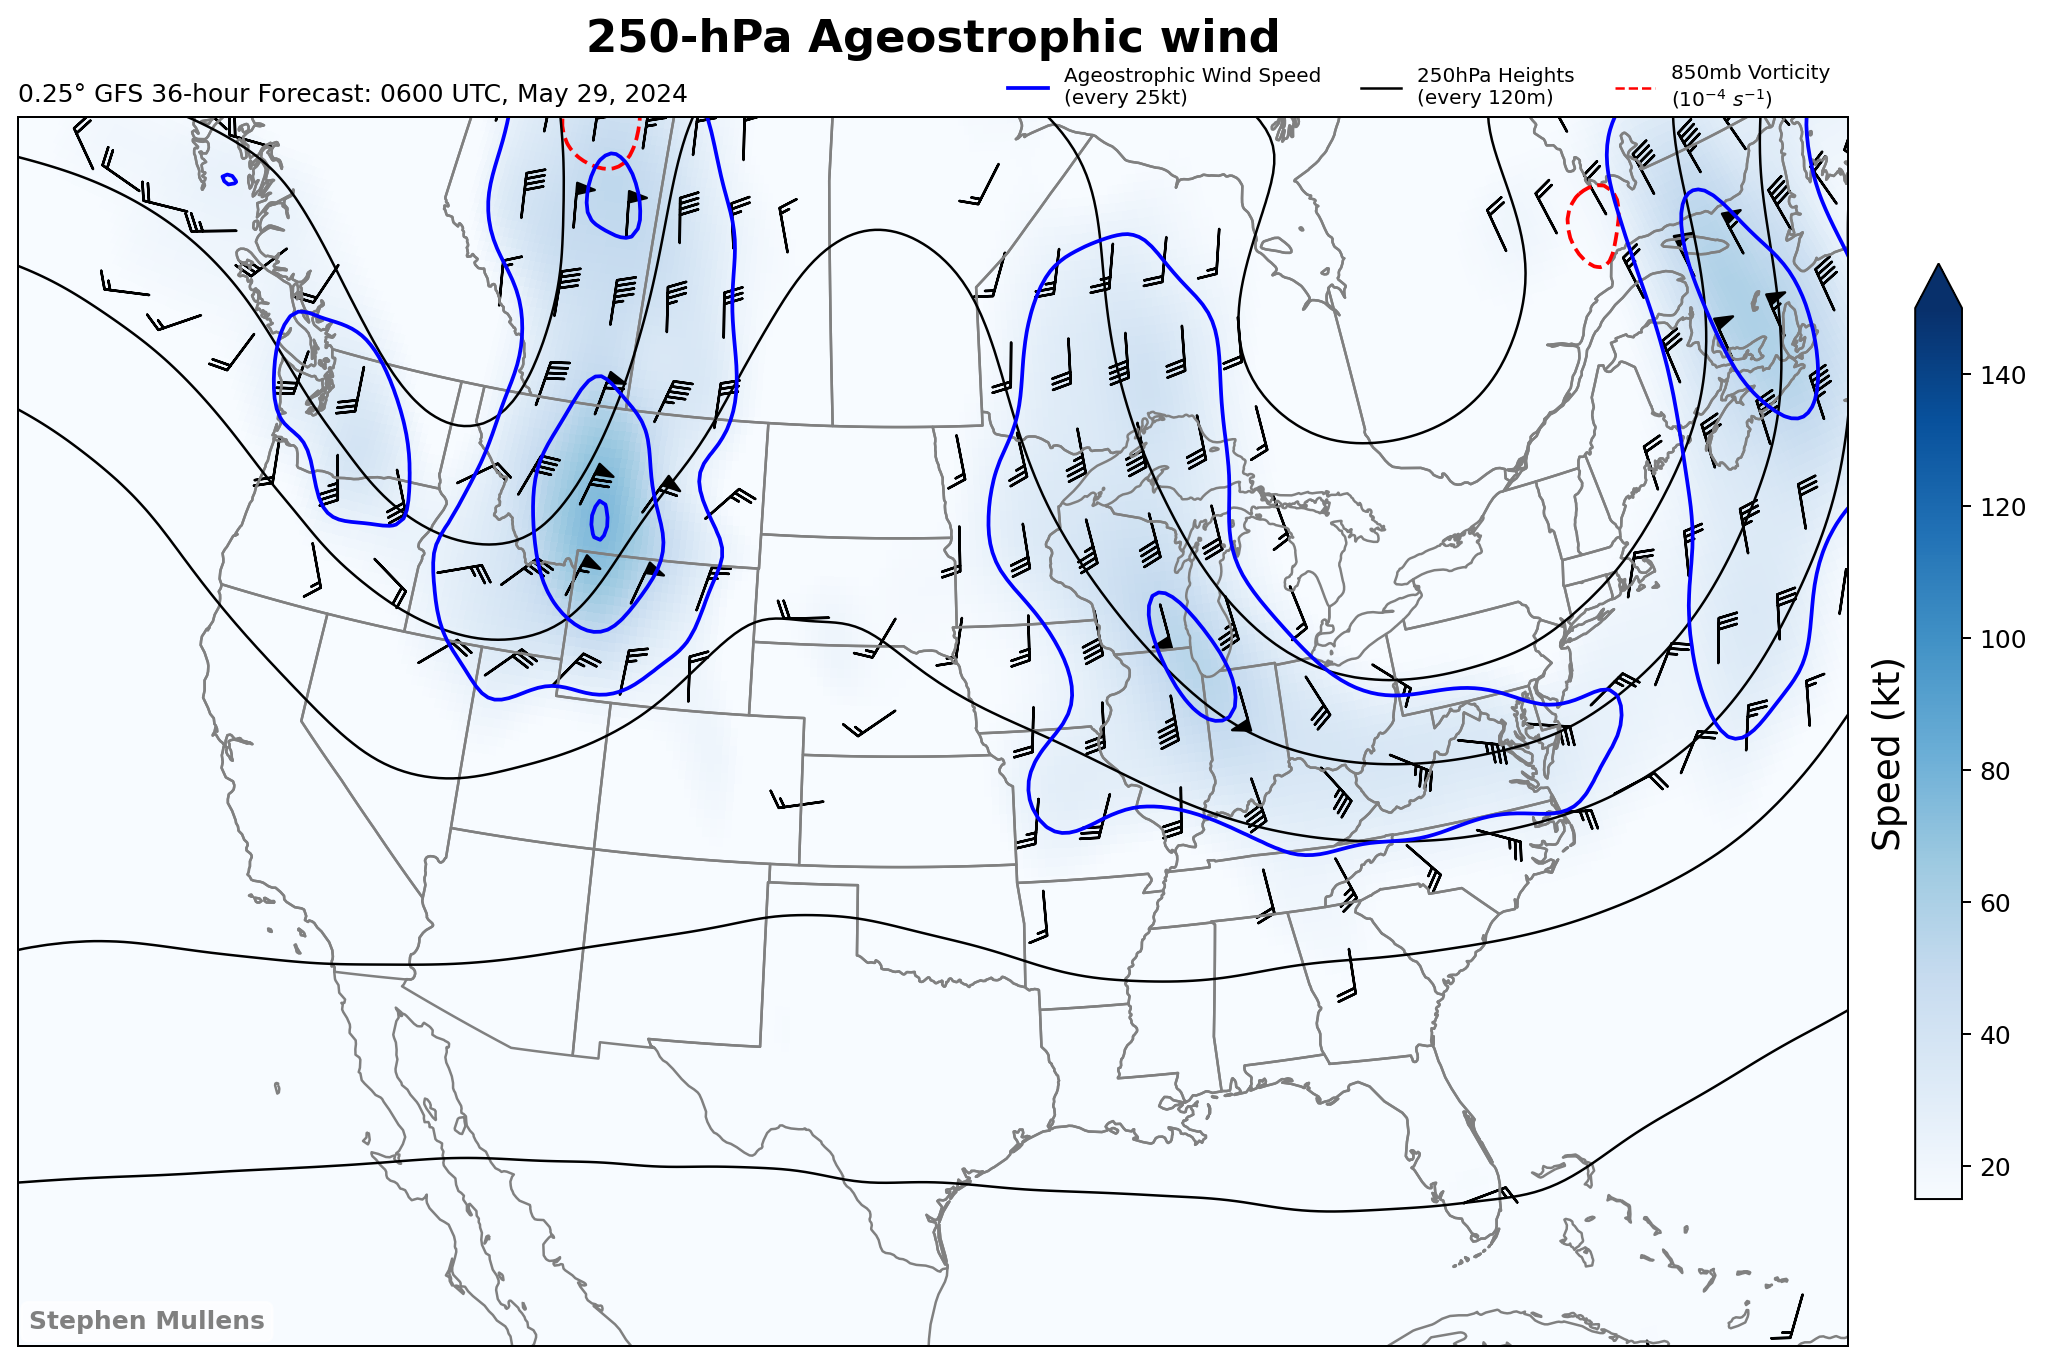 250-hPa Ageostrophic wind
0.25° GFS 36-hour Forecast: 0600 UTC, May 29, 2024
Ageostrophic Wind Speed
(every 25kt)
250hPa Heights
(every 120m)
850mb Vorticity
(10⁻⁴ s⁻¹)
140
120
100
80
60
40
20
Speed (kt)
Stephen Mullens